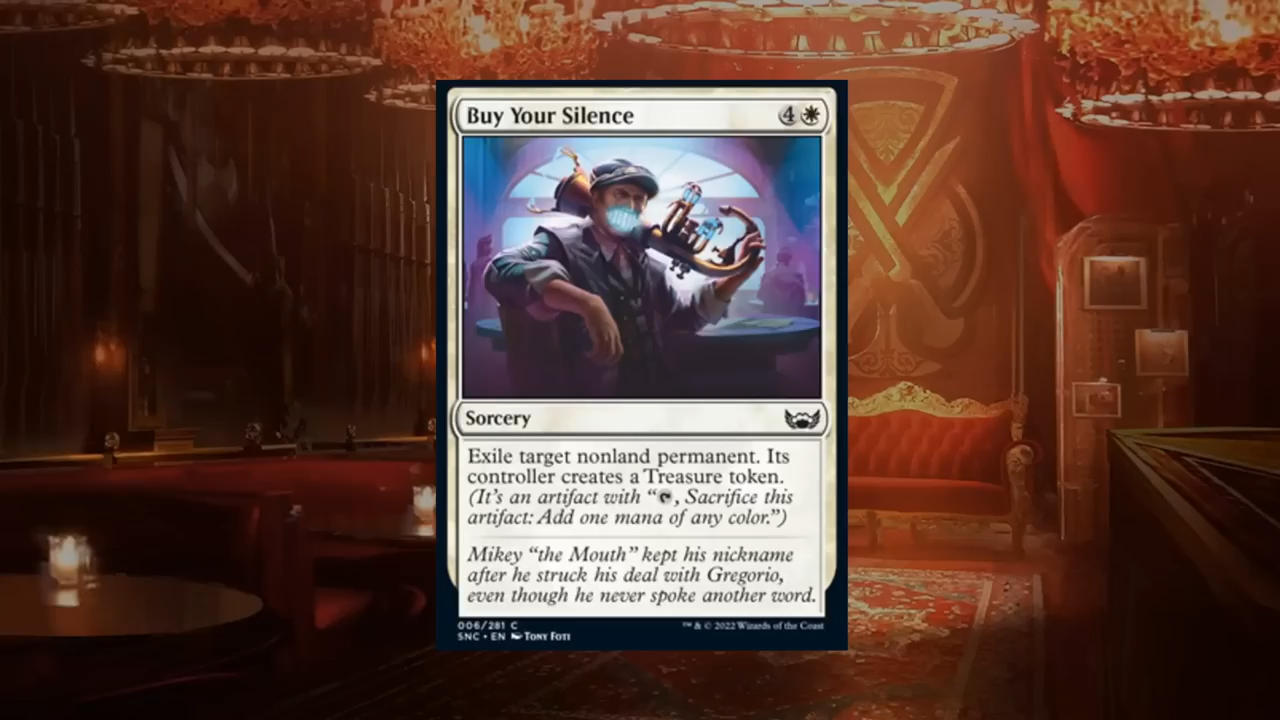 Buy Your Silence 4
Sorcery
Exile target nonland permanent. Its
controller creates a Treasure token.
(It's an artifact with “, Sacrifice this
artifact: Add one mana of any color.”)
Mikey “the Mouth” kept his nickname
after he struck his deal with Gregorio,
even though he never spoke another word.
006/281 C
SNC • EN Tony Foti
™ & © 2022 Wizards of the Coast